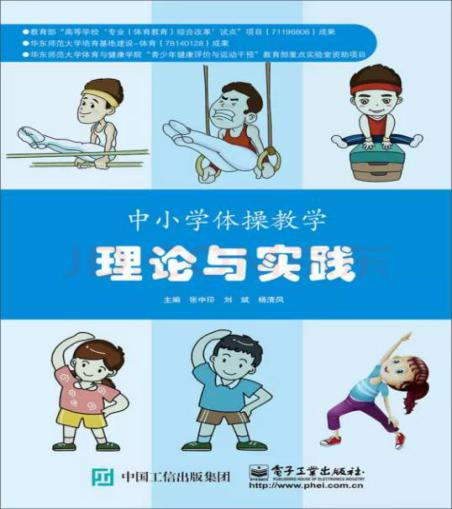 ●教育部“高等学校‘专业（体育教育）综合改革’试点”项目（71196806）成果
●华东师范大学培育基地建设-体育（78140128）成果
●华东师范大学体育与健康学院“青少年健康评价与运动干预”教育部重点实验室资助项目
中小学体操教学
理论与实践
主编 张中印 刘斌 杨清风
中国工信出版集团
电子工业出版社
PUBLISHING HOUSE OF ELECTRONICS INDUSTRY
http://www.phei.com.cn